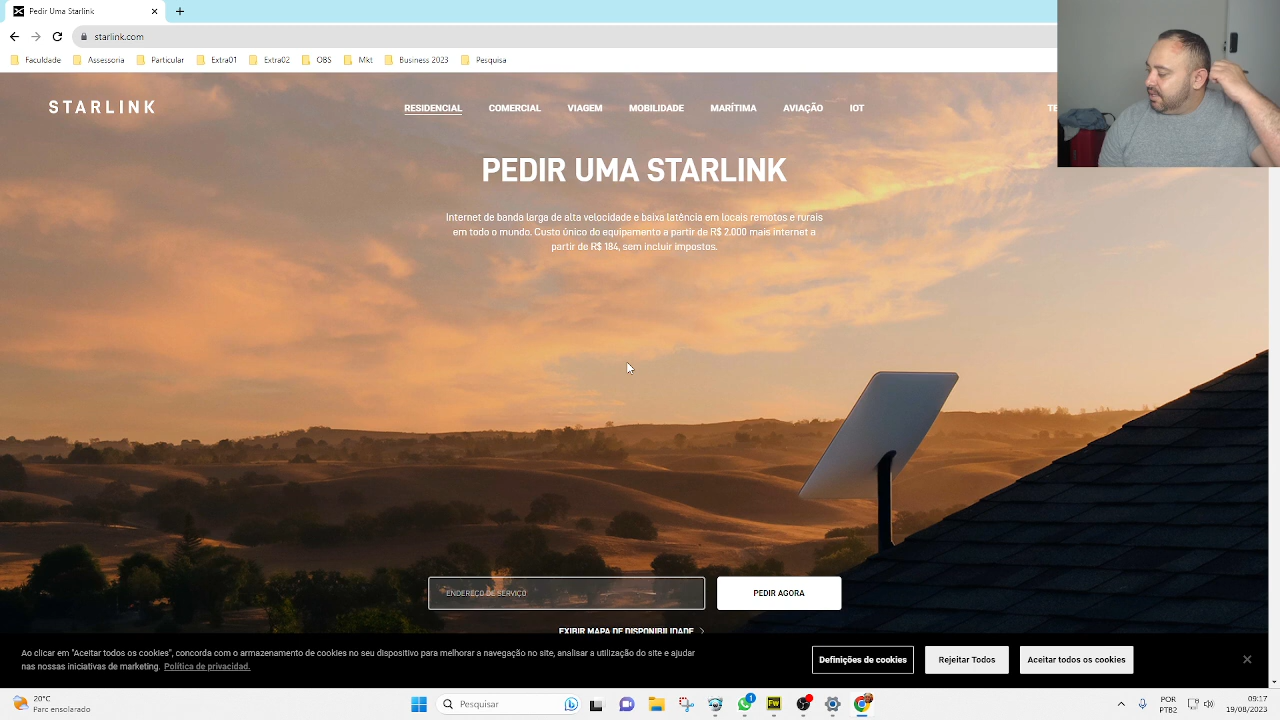 Pedir Uma Starlink
starlink.com
Faculdade
Assessoria
Particular
Extra01
Extra02
OBS
Mkt
Business 2023
Pesquisa
STARLINK
RESIDENCIAL
COMERCIAL
VIAGEM
MOBILIDADE
MARÍTIMA
AVIAÇÃO
IOT
TE
PEDIR UMA STARLINK
Internet de banda larga de alta velocidade e baixa latência em locais remotos e rurais
em todo o mundo. Custo único do equipamento a partir de R$ 2.000 mais internet a
partir de R$ 184, sem incluir impostos.
ENDEREÇO DE SERVIÇO
PEDIR AGORA
EXIBIR MAPA DE DISPONIBILIDADE
Ao clicar em "Aceitar todos os cookies", concorda com o armazenamento de cookies no seu dispositivo para melhorar a navegação no site, analisar a utilização do site e ajudar
nas nossas iniciativas de marketing. Política de privacidad.
Definições de cookies
Rejeitar Todos
Aceitar todos os cookies
20°C
Parc ensolarado
Pesquisar
1
Fw
POR
PTB2
09:17
19/08/2023